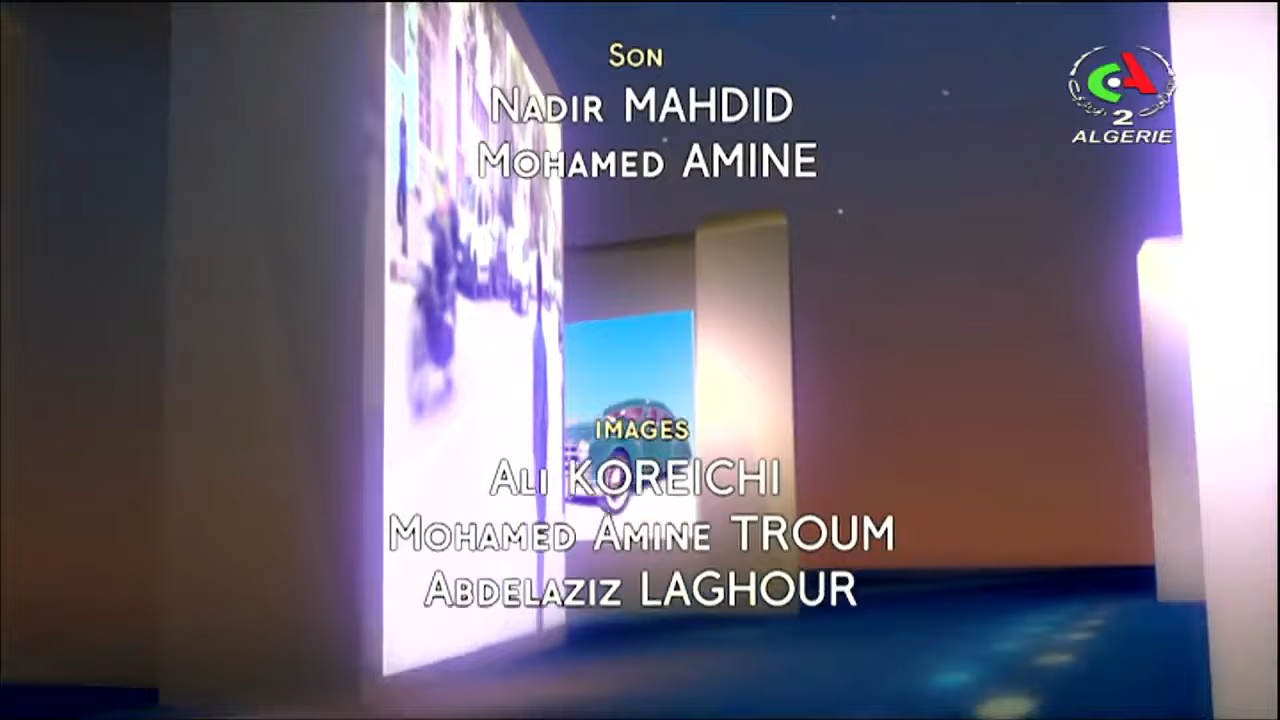 Son
Nadir MAHDID
Mohamed AMINE
2
ALGERIE
IMAGES
Ali KOREICHI
Mohamed Amine TROUM
Abdelaziz LAGHOUR